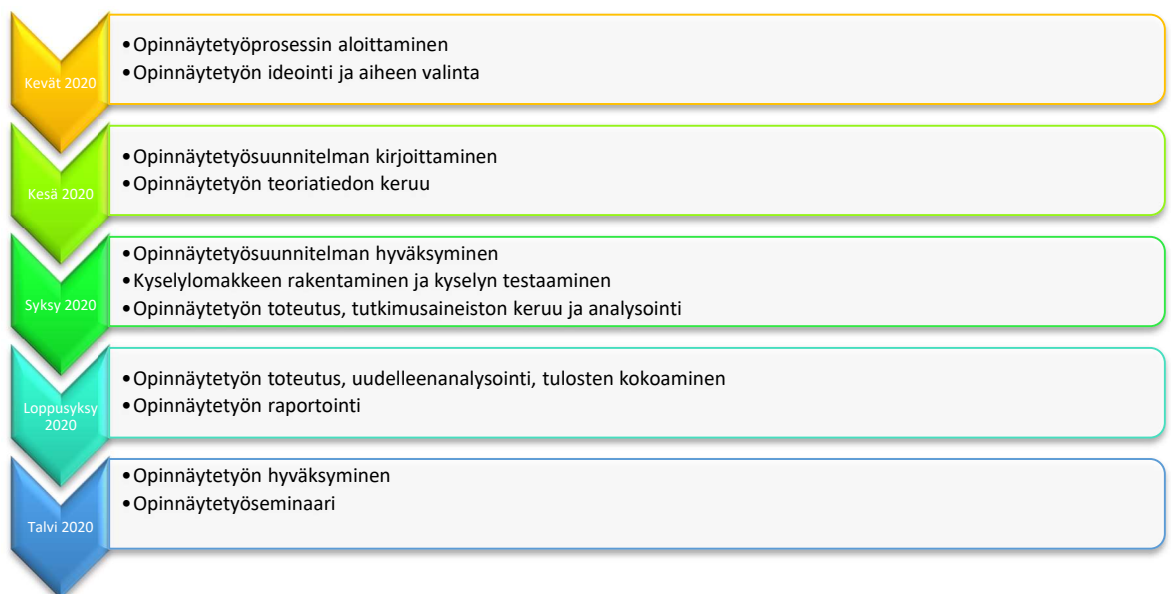 Kevät 2020
•Opinnäytetyöprosessin aloittaminen
•Opinnäytetyön ideointi ja aiheen valinta
Kesä 2020
•Opinnäytetyösuunnitelman kirjoittaminen
•Opinnäytetyön teoriatiedon keruu
Syksy 2020
•Opinnäytetyösuunnitelman hyväksyminen
•Kyselylomakkeen rakentaminen ja kyselyn testaaminen
•Opinnäytetyön toteutus, tutkimusaineiston keruu ja analysointi
Loppusyksy
2020
•Opinnäytetyön toteutus, uudelleenanalysointi, tulosten kokoaminen
•Opinnäytetyön raportointi
Talvi 2020
•Opinnäytetyön hyväksyminen
•Opinnäytetyöseminaari